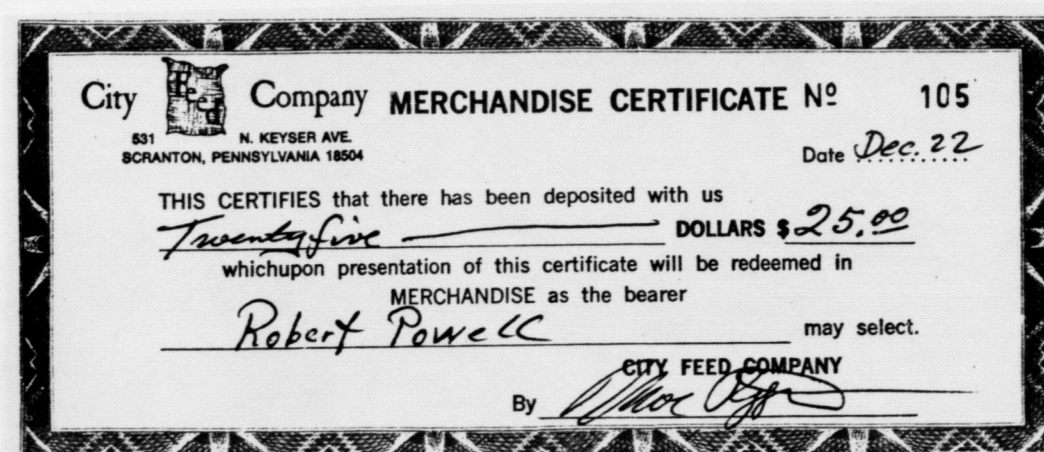 City Feed Company MERCHANDISE CERTIFICATE Nº 105
531 N. KEYSER AVE.
SCRANTON, PENNSYLVANIA 18504
Date Dec. 22
THIS CERTIFIES that there has been deposited with us
Twenty five DOLLARS $ 25.00
whichupon presentation of this certificate will be redeemed in
MERCHANDISE as the bearer
Robert Powell may select.
CITY FEED COMPANY
By